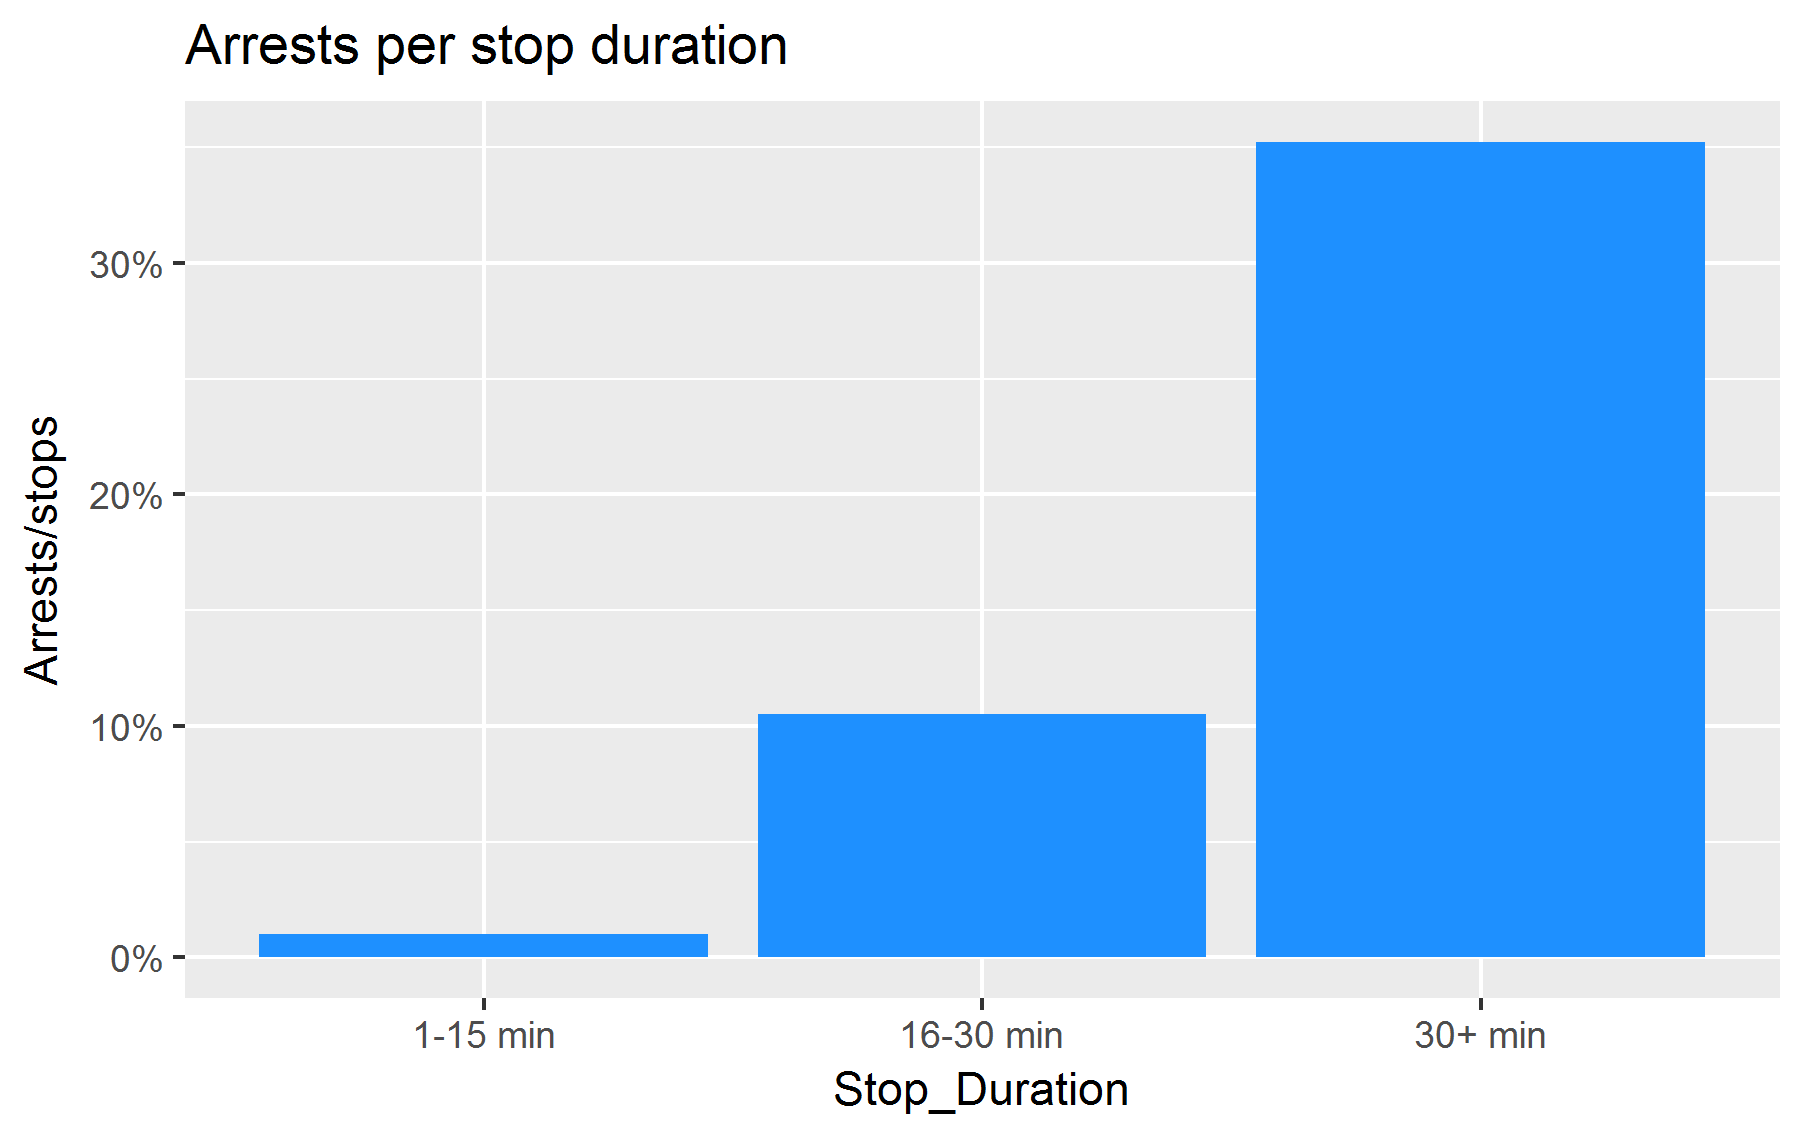 Arrests per stop duration
Arrests/stops
30%
20%
10%
0%
1-15 min
16-30 min
30+ min
Stop_Duration